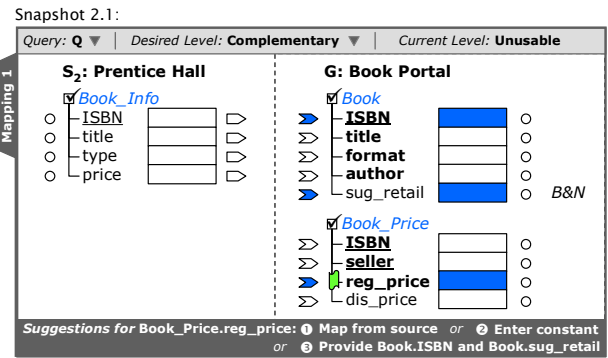 Snapshot 2.1:
Query: Q ▼ | Desired Level: Complementary ▼ | Current Level: Unusable
Mapping 1
S2: Prentice Hall
Book_Info
ISBN
title
type
price
G: Book Portal
Book
ISBN
title
format
author
sug_retail B&N
Book_Price
ISBN
seller
reg_price
dis_price
Suggestions for Book_Price.reg_price: ❶ Map from source or ❷ Enter constant
or ❸ Provide Book.ISBN and Book.sug_retail